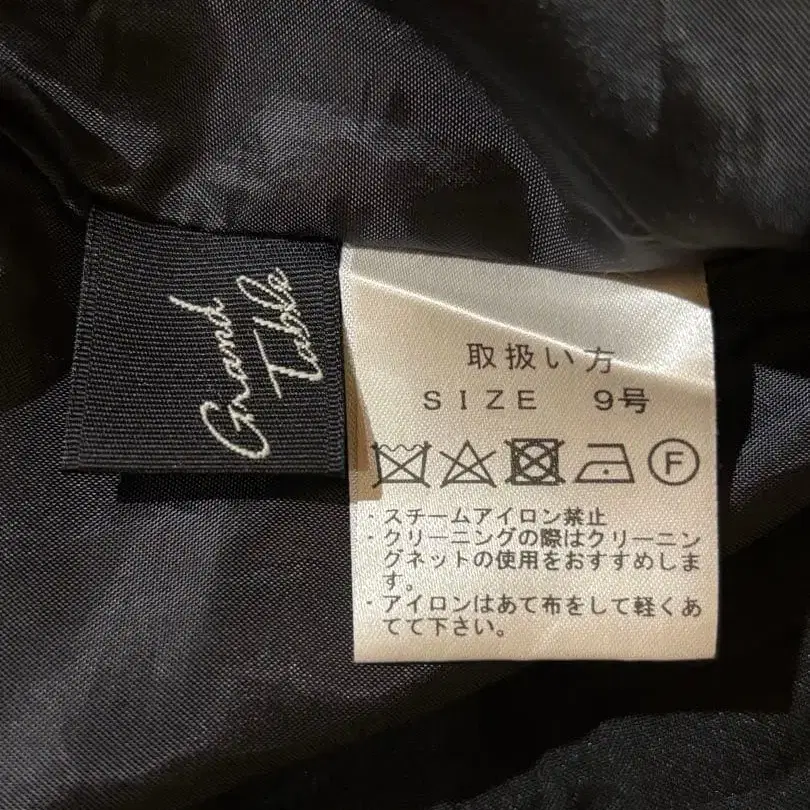 Grand
Table
取扱い方
SIZE 9号
F
・スチームアイロン禁止
・クリーニングの際はクリーニン
グネットの使用をおすすめしま
す。
・アイロンはあて布をして軽くあ
てて下さい。